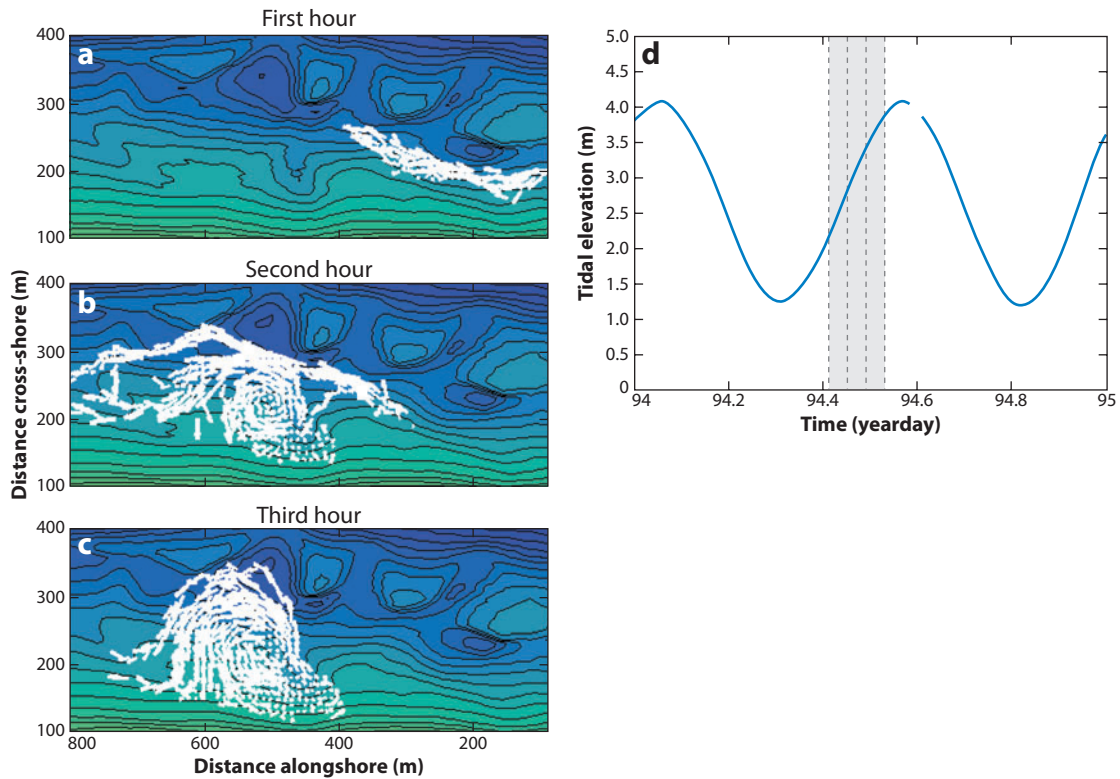 First hour
a
400
300
200
100
Second hour
b
400
300
200
100
Third hour
c
400
300
200
100
800 600 400 200
Distance cross-shore (m)
Distance alongshore (m)
d
5.0
4.5
4.0
3.5
3.0
2.5
2.0
1.5
1.0
0.5
0
94 94.2 94.4 94.6 94.8 95
Tidal elevation (m)
Time (yearday)